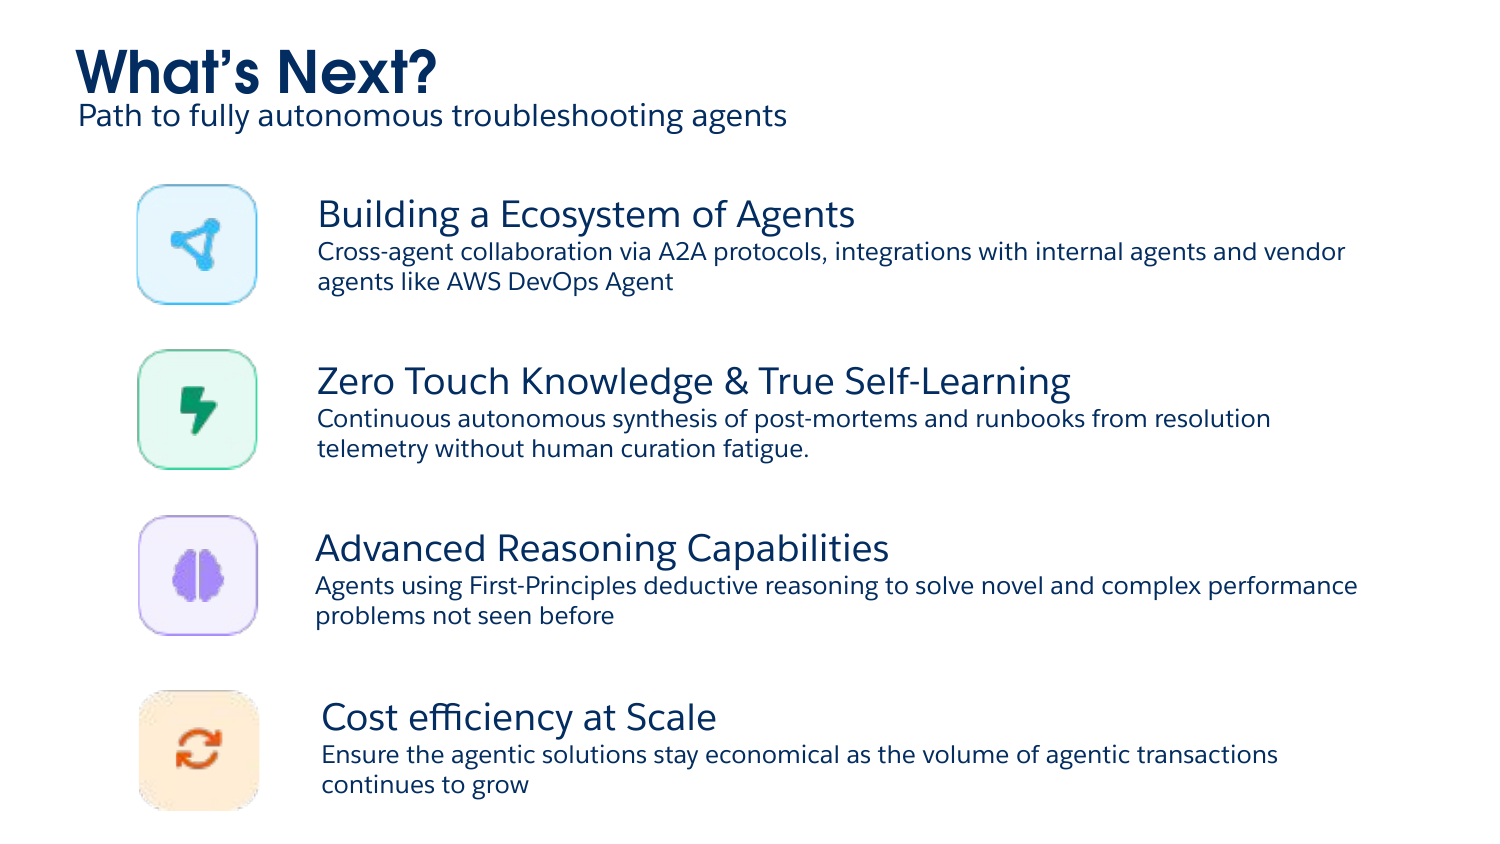 What's Next?
Path to fully autonomous troubleshooting agents
Building a Ecosystem of Agents
Cross-agent collaboration via A2A protocols, integrations with internal agents and vendor
agents like AWS DevOps Agent
Zero Touch Knowledge & True Self-Learning
Continuous autonomous synthesis of post-mortems and runbooks from resolution
telemetry without human curation fatigue.
Advanced Reasoning Capabilities
Agents using First-Principles deductive reasoning to solve novel and complex performance
problems not seen before
Cost efficiency at Scale
Ensure the agentic solutions stay economical as the volume of agentic transactions
continues to grow